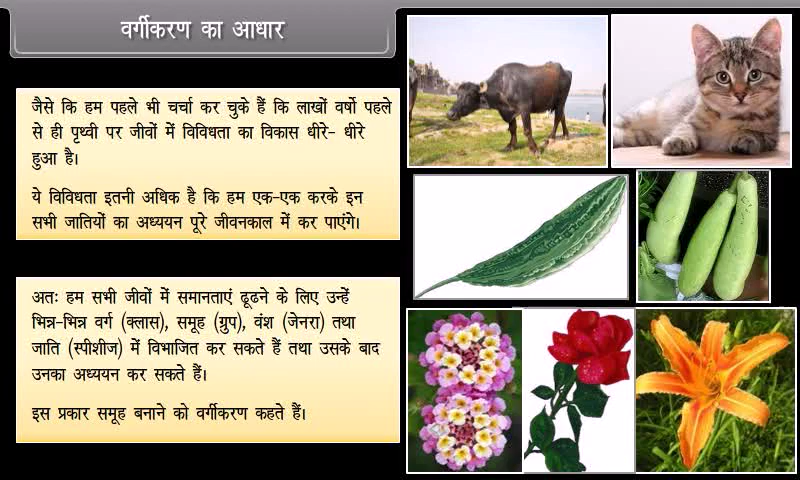 वर्गीकरण का आधार
जैसे कि हम पहले भी चर्चा कर चुके हैं कि लाखों वर्षो पहले
से ही पृथ्वी पर जीवों में विविधता का विकास धीरे- धीरे
हुआ है।
ये विविधता इतनी अधिक है कि हम एक-एक करके इन
सभी जातियों का अध्ययन पूरे जीवनकाल में कर पाएंगे।
अतः हम सभी जीवों में समानताएं ढूढने के लिए उन्हें
भिन्न-भिन्न वर्ग (क्लास), समूह (ग्रुप), वंश (जेनरा) तथा
जाति (स्पीशीज) में विभाजित कर सकते हैं तथा उसके बाद
उनका अध्ययन कर सकते हैं।
इस प्रकार समूह बनाने को वर्गीकरण कहते हैं।